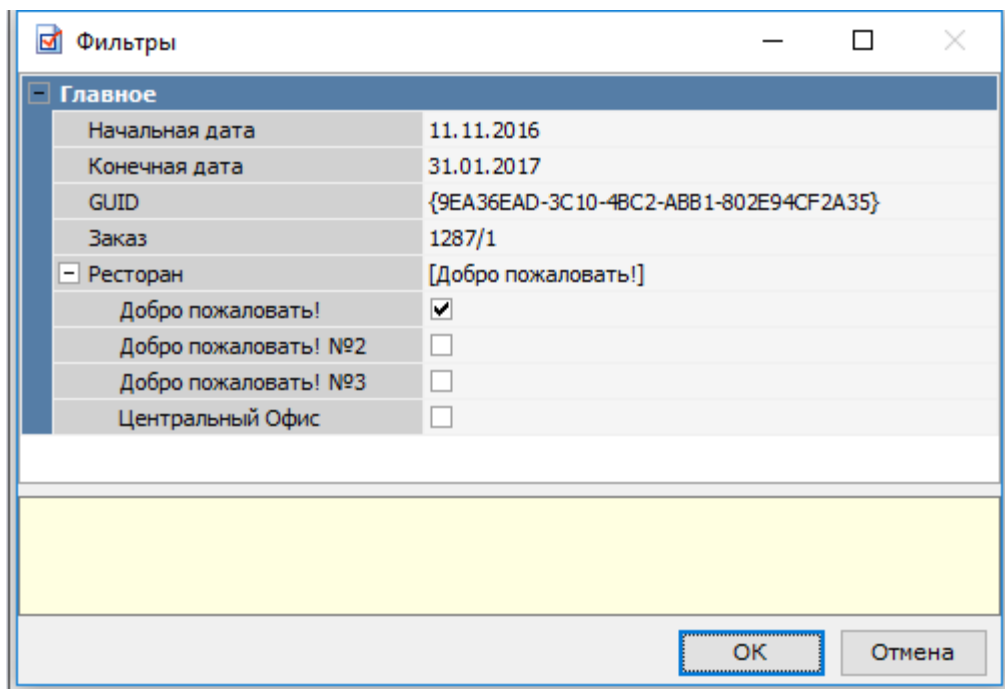 Фильтры
Главное
Начальная дата 11.11.2016
Конечная дата 31.01.2017
GUID {9EA36EAD-3C10-4BC2-ABB1-802E94CF2A35}
Заказ 1287/1
Ресторан [Добро пожаловать!]
Добро пожаловать!
Добро пожаловать! №2
Добро пожаловать! №3
Центральный Офис
ОК Отмена